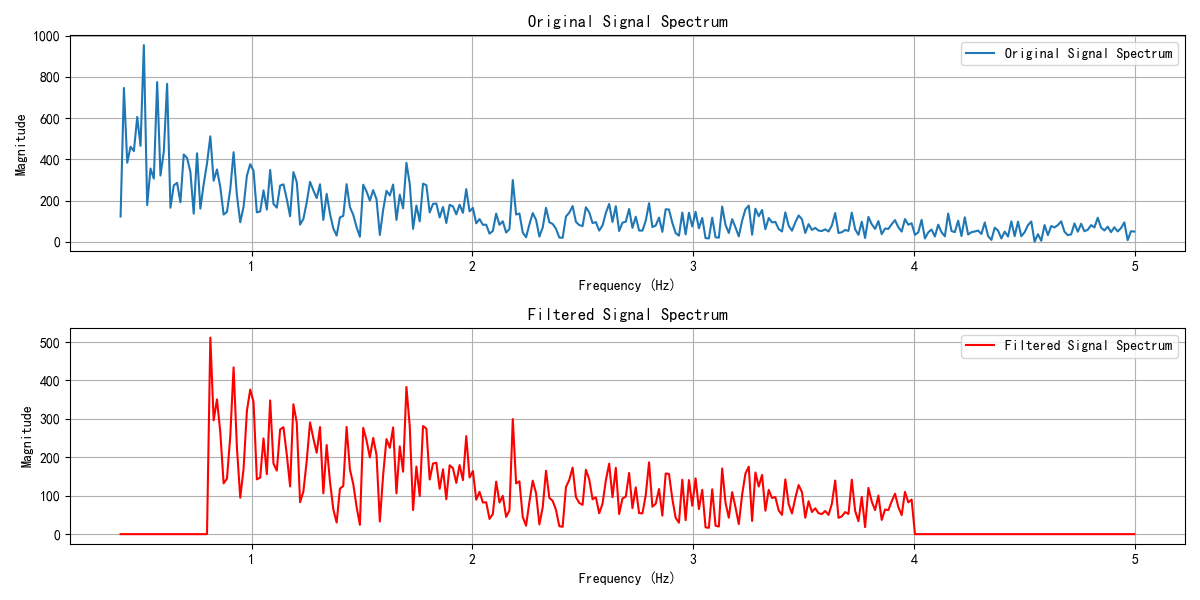 Original Signal Spectrum
1000
800
600
400
200
0
Magnitude
Original Signal Spectrum
1
2
3
4
5
Frequency (Hz)
Filtered Signal Spectrum
500
400
300
200
100
0
Magnitude
Filtered Signal Spectrum
1
2
3
4
5
Frequency (Hz)